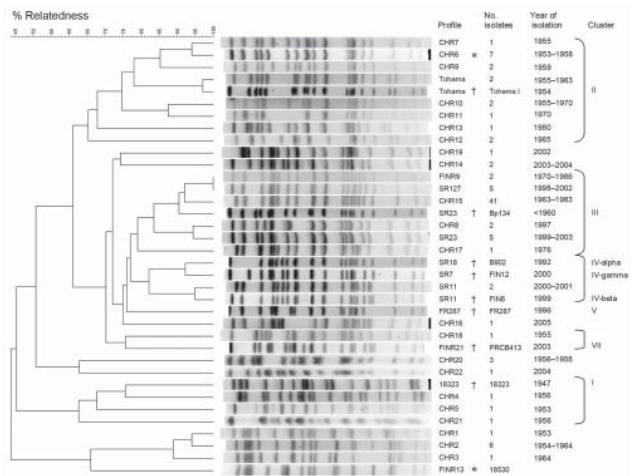 % Relatedness
Profile No. isolates Year of isolation Cluster
CHR7 1 1955
CHR6 * 7 1953–1958
CHR9 2 1959
Tohama 2 1955–1963
Tohama † Tohama I 1954 II
CHR10 2 1955–1970
CHR11 1 1970
CHR13 1 1980
CHR12 2 1965
CHR19 1 2002
CHR14 2 2003–2004
FINR9 2 1970–1986
SR127 5 1998–2002
CHR15 41 1963–1983
SR23 † Bp134 <1960 III
CHR8 2 1997
SR23 5 1999–2003
CHR17 1 1976
SR18 † B902 1992 IV-alpha
SR7 † FIN12 2000 IV-gamma
SR11 2 2000–2001
SR11 † FIN6 1999 IV-beta
FR287 † FR287 1996 V
CHR16 1 2005
CHR18 1 1955
FINR21 † PRCB413 2003 VII
CHR20 3 1956–1958
CHR22 1 2004
18323 † 18323 1947 I
CHR4 1 1956
CHR5 1 1953
CHR21 1 1956
CHR1 1 1953
CHR2 6 1954–1964
CHR3 1 1964
FINR13 * 18530